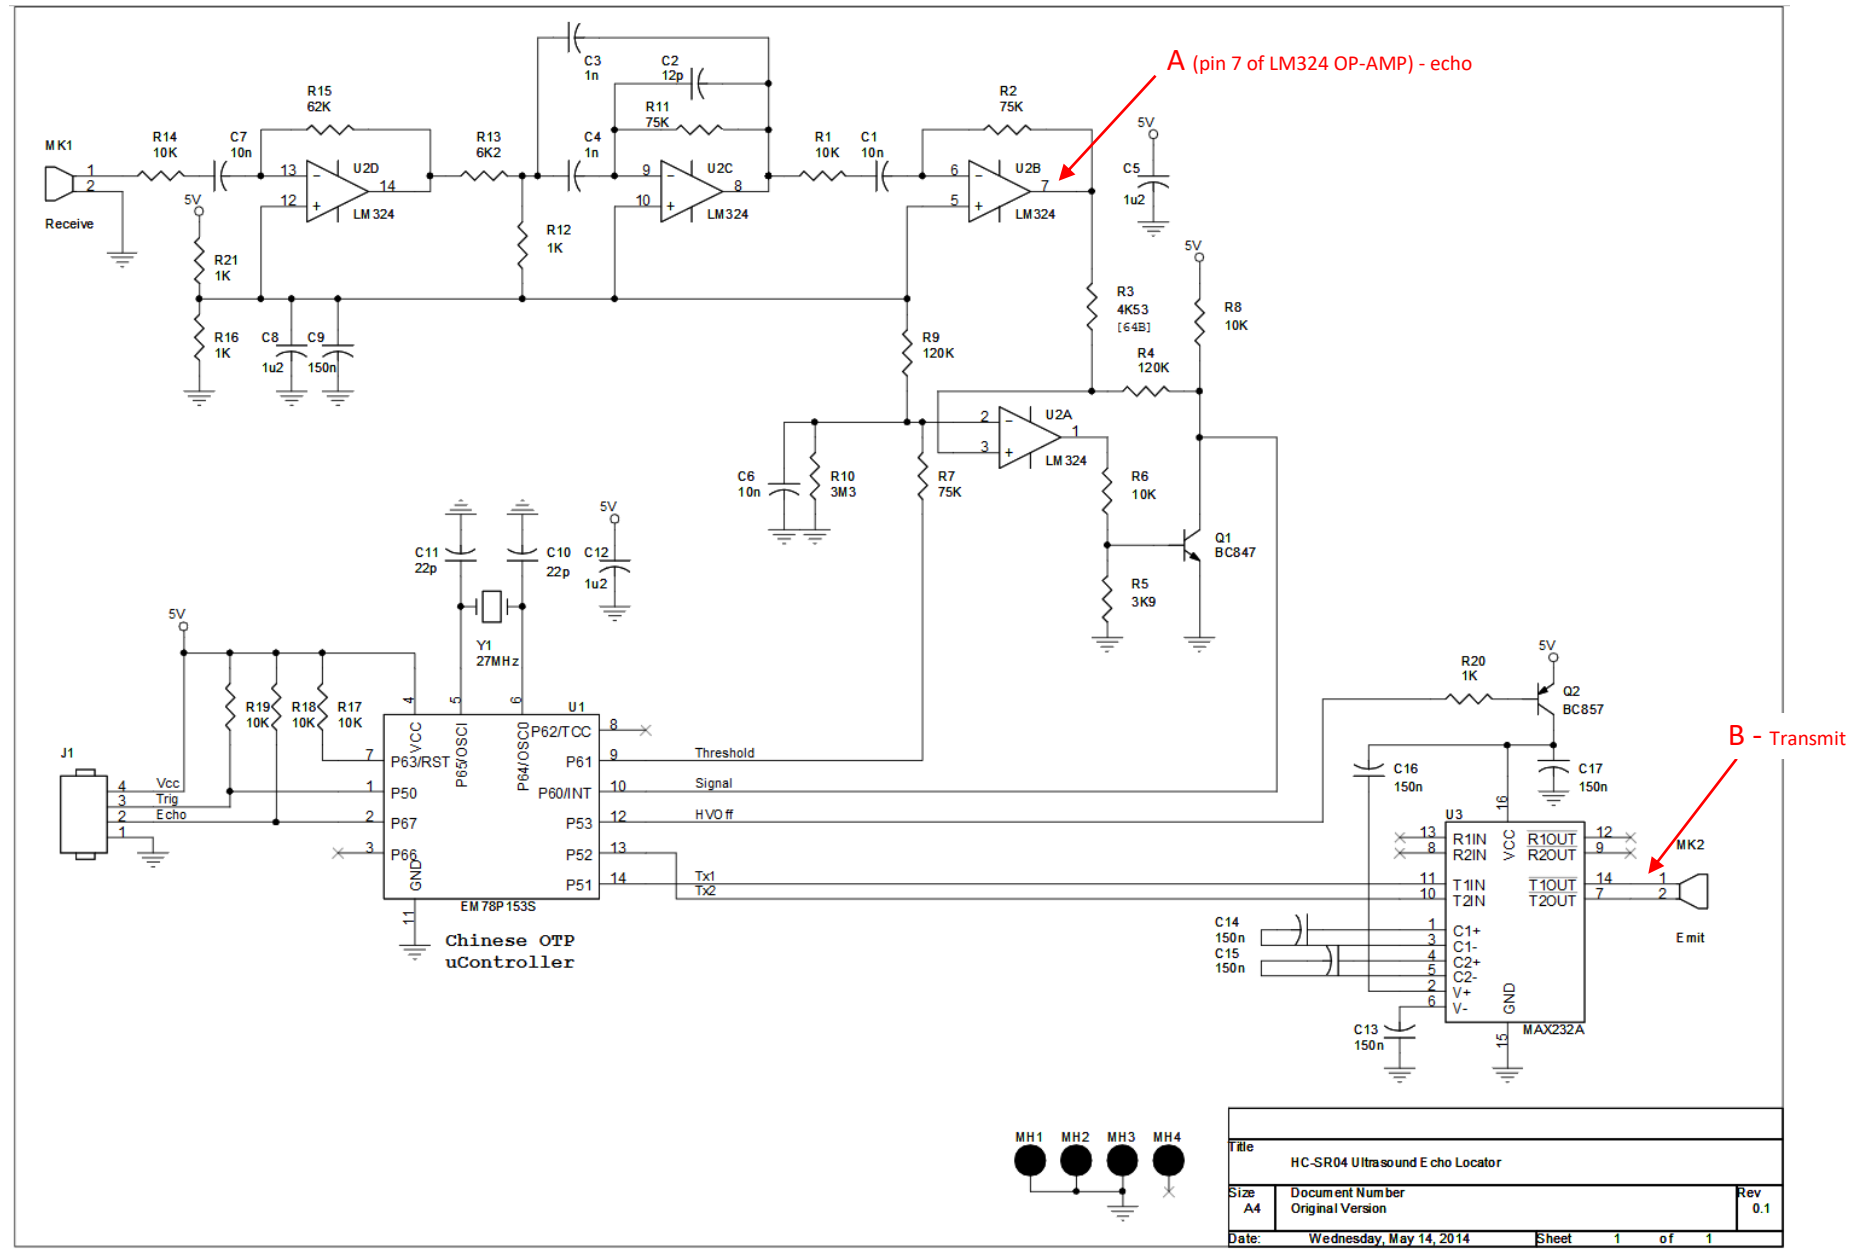 A (pin 7 of LM324 OP-AMP) - echo
C3
1n
C2
12p
R11
75K
R15
62K
R2
75K
5V
MK1
R14
10K
C7
10n
R13
6K2
C4
1n
R1
10K
C1
10n
C5
1u2
1
2
Receive
13
12
14
U2D
LM324
9
10
8
U2C
LM324
6
5
7
U2B
LM324
5V
R21
1K
R12
1K
5V
R16
1K
C8
1u2
C9
150n
R9
120K
R3
4K53
[64B]
R8
10K
R4
120K
2
3
1
U2A
LM324
C6
10n
R10
3M3
R7
75K
R6
10K
Q1
BC847
R5
3K9
C11
22p
C10
22p
5V
C12
1u2
Y1
27MHz
5V
R19
10K
R18
10K
R17
10K
4
5
6
U1
VCC
P65/OSCI
P64/OSC0
P62/TCC
8
7
P63/RST
P61
9
Threshold
1
P50
P60/INT
10
Signal
2
P67
P53
12
HVOff
3
P66
P52
13
P51
14
Tx1
Tx2
GND
11
EM78P153S
Chinese OTP
uController
J1
4
Vcc
3
Trig
2
Echo
1
5V
R20
1K
Q2
BC857
B - Transmit
C16
150n
C17
150n
16
U3
VCC
13
R1IN
R1OUT
12
8
R2IN
R2OUT
9
MK2
11
T1IN
T1OUT
14
1
10
T2IN
T2OUT
7
2
C14
150n
C15
150n
1
C1+
3
C1-
4
C2+
5
C2-
2
V+
6
V-
GND
15
MAX232A
Emit
C13
150n
MH1
MH2
MH3
MH4
Title
HC-SR04 Ultrasound Echo Locator
Size
A4
Document Number
Original Version
Rev
0.1
Date:
Wednesday, May 14, 2014
Sheet
1
of
1